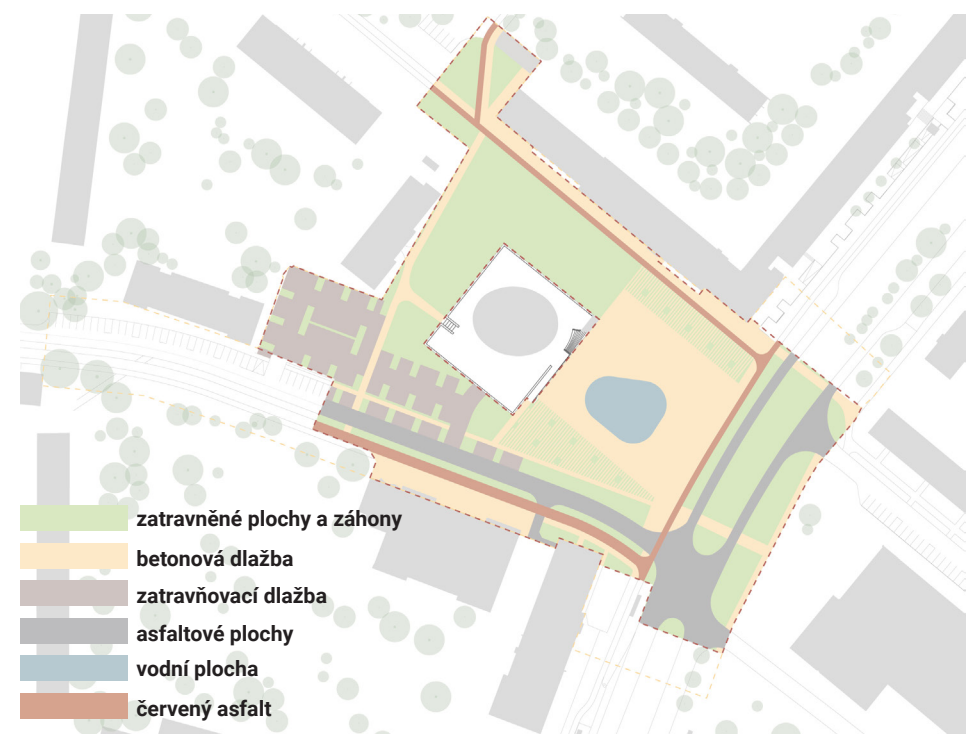 zatravněné plochy a záhony
betonová dlažba
zatravňovací dlažba
asfaltové plochy
vodní plocha
červený asfalt